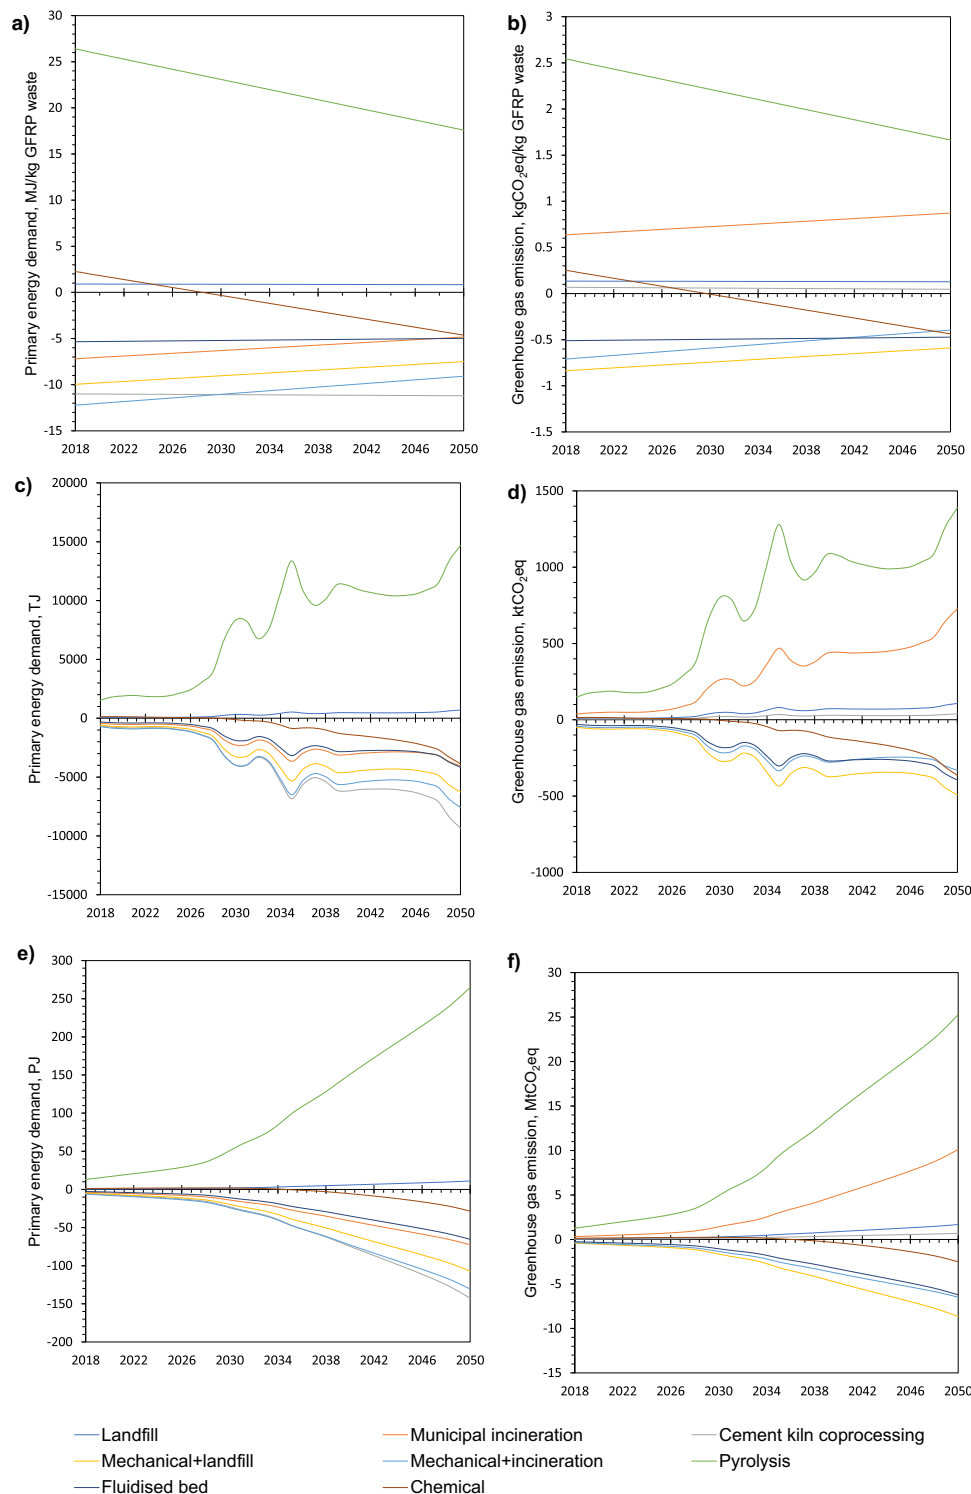 a)
Primary energy demand, MJ/kg GFRP waste
30
25
20
15
10
5
0
-5
-10
-15
2018 2022 2026 2030 2034 2038 2042 2046 2050
b)
Greenhouse gas emission, kgCO₂eq/kg GFRP waste
3
2.5
2
1.5
1
0.5
0
-0.5
-1
-1.5
2018 2022 2026 2030 2034 2038 2042 2046 2050
c)
Primary energy demand, TJ
20000
15000
10000
5000
0
-5000
-10000
-15000
2018 2022 2026 2030 2034 2038 2042 2046 2050
d)
Greenhouse gas emission, ktCO₂eq
1500
1000
500
0
-500
-1000
2018 2022 2026 2030 2034 2038 2042 2046 2050
e)
Primary energy demand, PJ
300
250
200
150
100
50
0
-50
-100
-150
-200
2018 2022 2026 2030 2034 2038 2042 2046 2050
f)
Greenhouse gas emission, MtCO₂eq
30
25
20
15
10
5
0
-5
-10
-15
2018 2022 2026 2030 2034 2038 2042 2046 2050
Landfill Municipal incineration Cement kiln coprocessing
Mechanical+landfill Mechanical+incineration Pyrolysis
Fluidised bed Chemical